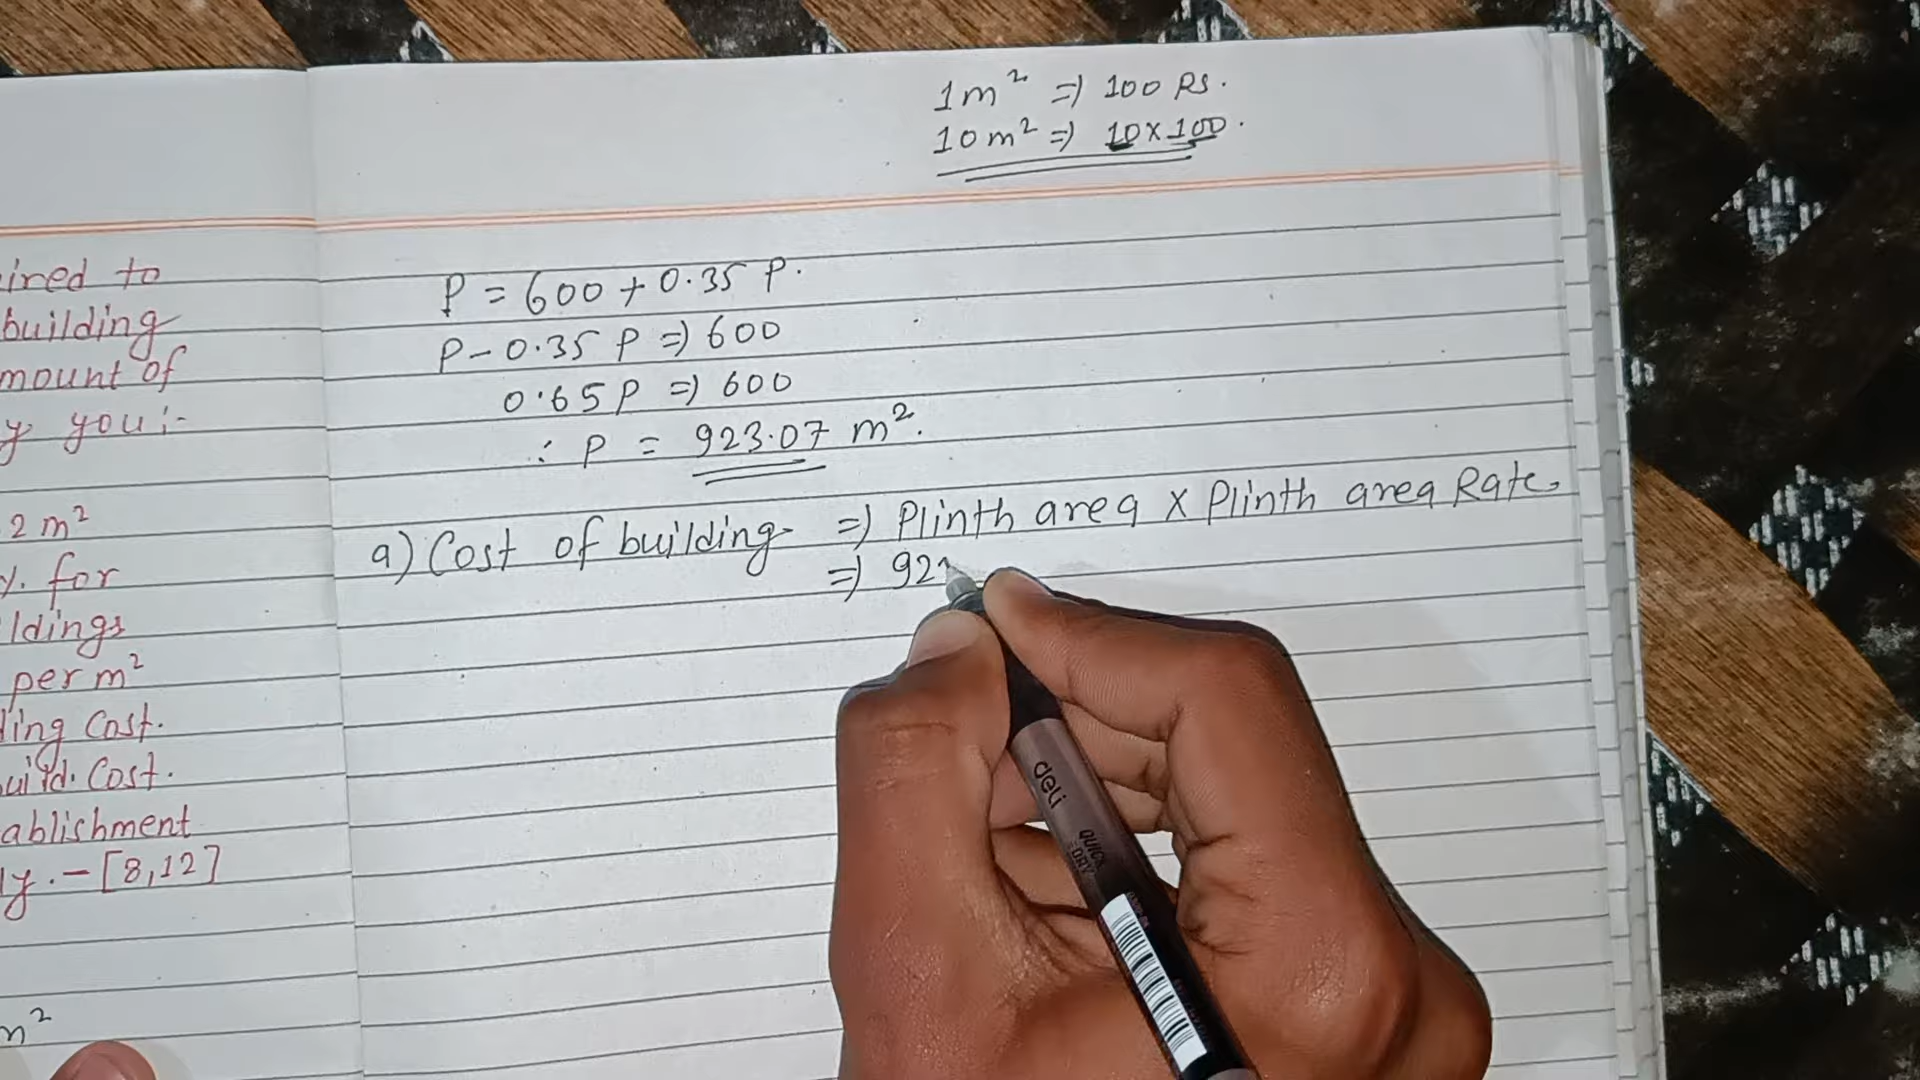 1m² => 100 Rs.
10m² => 10x100.
ired to
building
mount of
y you :-
2 m²
%. for
ldings
per m²
ding Cost.
uild. Cost.
ablishment
ly. - [8,12]
m²
P = 600 + 0.35 P.
P - 0.35 P => 600
0.65 P => 600
∴ P = 923.07 m².
a) Cost of building => Plinth area x Plinth area Rate.
=> 92
deli
QUICK
DRY